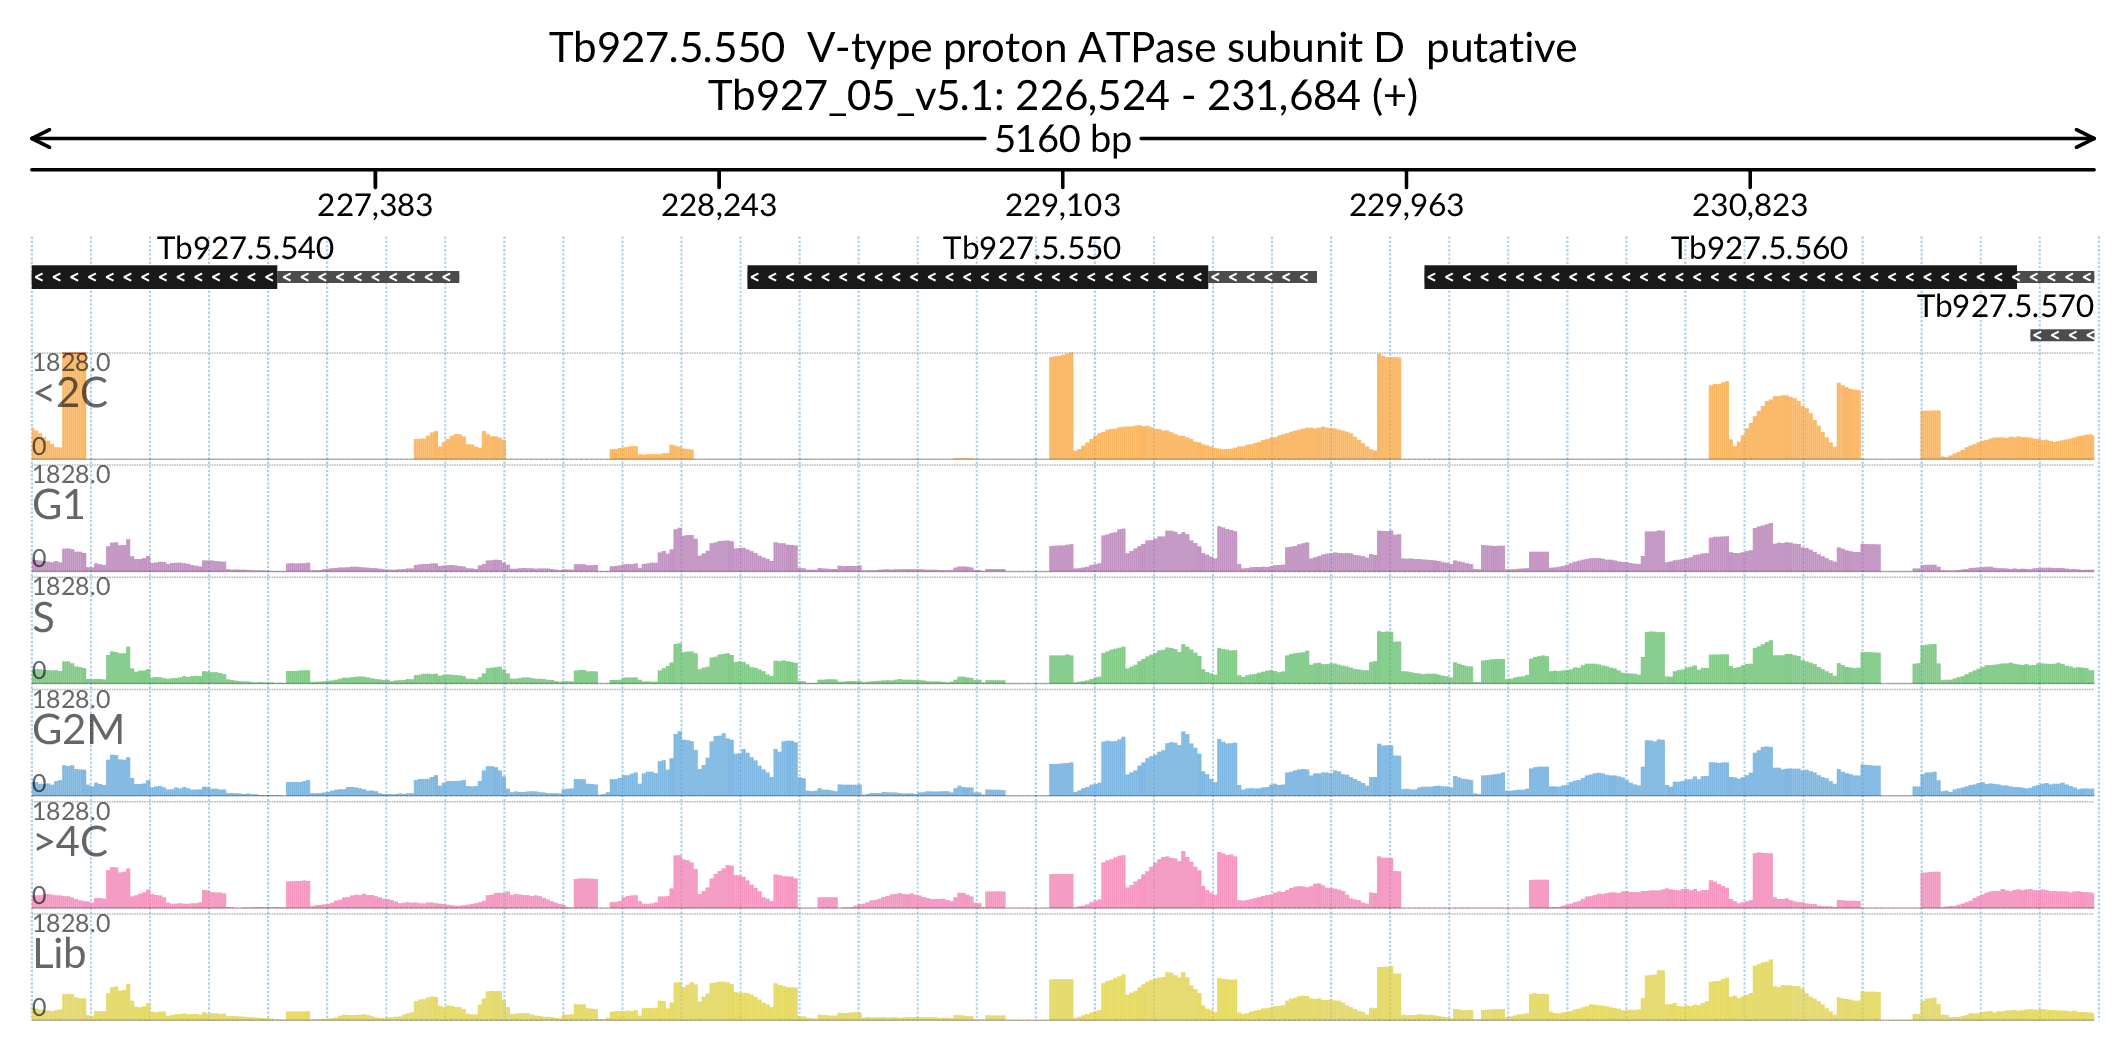 Tb927.5.550  V-type proton ATPase subunit D  putative
Tb927_05_v5.1: 226,524 - 231,684 (+)
5160 bp
227,383 228,243 229,103 229,963 230,823
Tb927.5.540 Tb927.5.550 Tb927.5.560
Tb927.5.570
1828.0
<2C
0
1828.0
G1
0
1828.0
S
0
1828.0
G2M
0
1828.0
>4C
0
1828.0
Lib
0